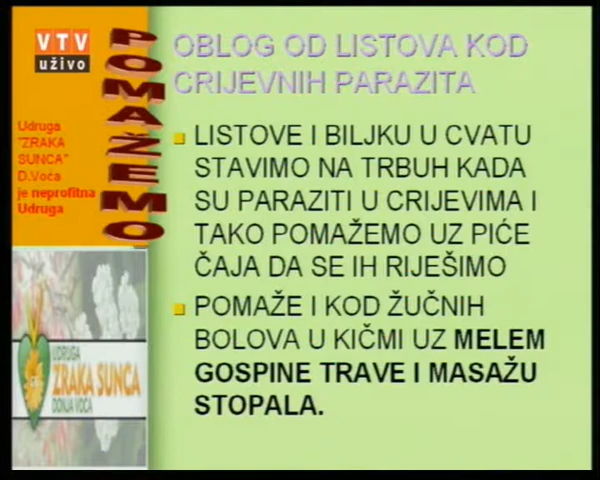 VTV
uživo
POMAŽEMO
Udruga
"ZRAKA
SUNCA"
D.Voća
je neprofitna
Udruga
UDRUGA
ZRAKA SUNCA
DONJA VOĆA
OBLOG OD LISTOVA KOD
CRIJEVNIH PARAZITA
LISTOVE I BILJKU U CVATU
STAVIMO NA TRBUH KADA
SU PARAZITI U CRIJEVIMA I
TAKO POMAŽEMO UZ PIĆE
ČAJA DA SE IH RIJEŠIMO
POMAŽE I KOD ŽUČNIH
BOLOVA U KIČMI UZ MELEM
GOSPINE TRAVE I MASAŽU
STOPALA.